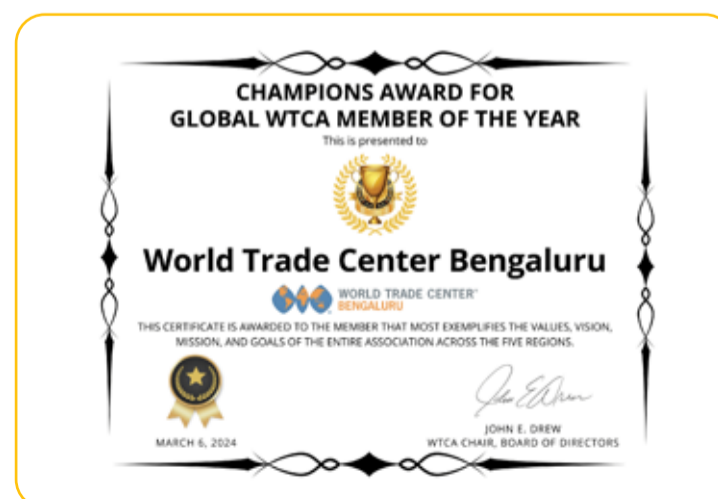 CHAMPIONS AWARD FOR
GLOBAL WTCA MEMBER OF THE YEAR
This is presented to
World Trade Center Bengaluru
WORLD TRADE CENTER
BENGALURU
THIS CERTIFICATE IS AWARDED TO THE MEMBER THAT MOST EXEMPLIFIES THE VALUES, VISION,
MISSION, AND GOALS OF THE ENTIRE ASSOCIATION ACROSS THE FIVE REGIONS.
John E Drew
MARCH 6, 2024
JOHN E. DREW
WTCA CHAIR, BOARD OF DIRECTORS